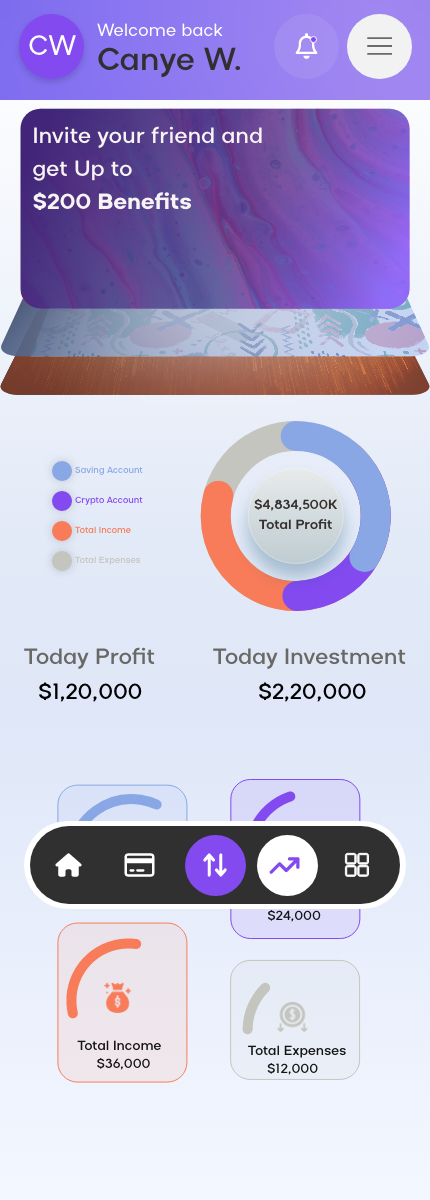 CW
Welcome back
Canye W.
Invite your friend and
get Up to
$200 Benefits
Saving Account
Crypto Account
Total Income
Total Expenses
$4,834,500K
Total Profit
Today Profit
$1,20,000
Today Investment
$2,20,000
$24,000
Total Income
$36,000
Total Expenses
$12,000